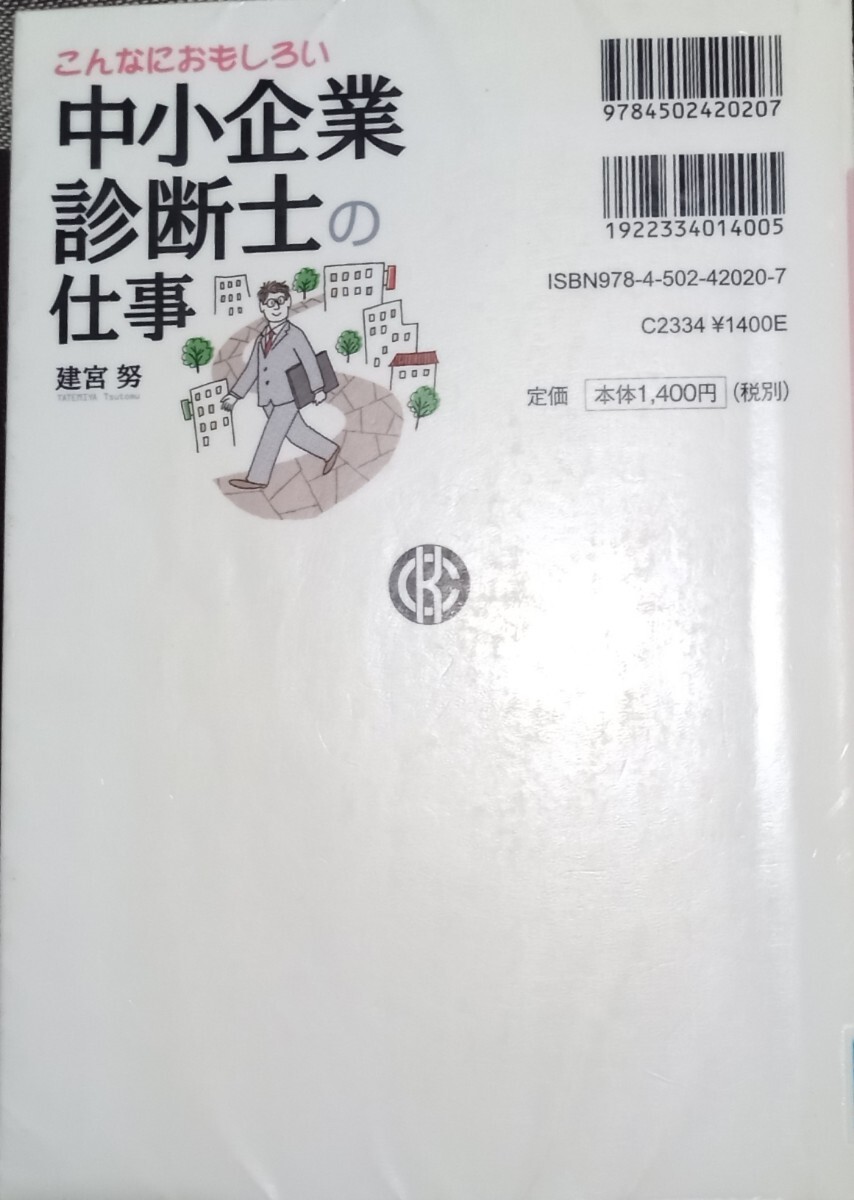 こんなにおもしろい
中小企業
診断士の
仕事
建宮 努
TATEMIYA Tsutomu
9784502420207
1922334014005
ISBN978-4-502-42020-7
C2334 ¥1400E
定価 本体1,400円 (税別)
CKC